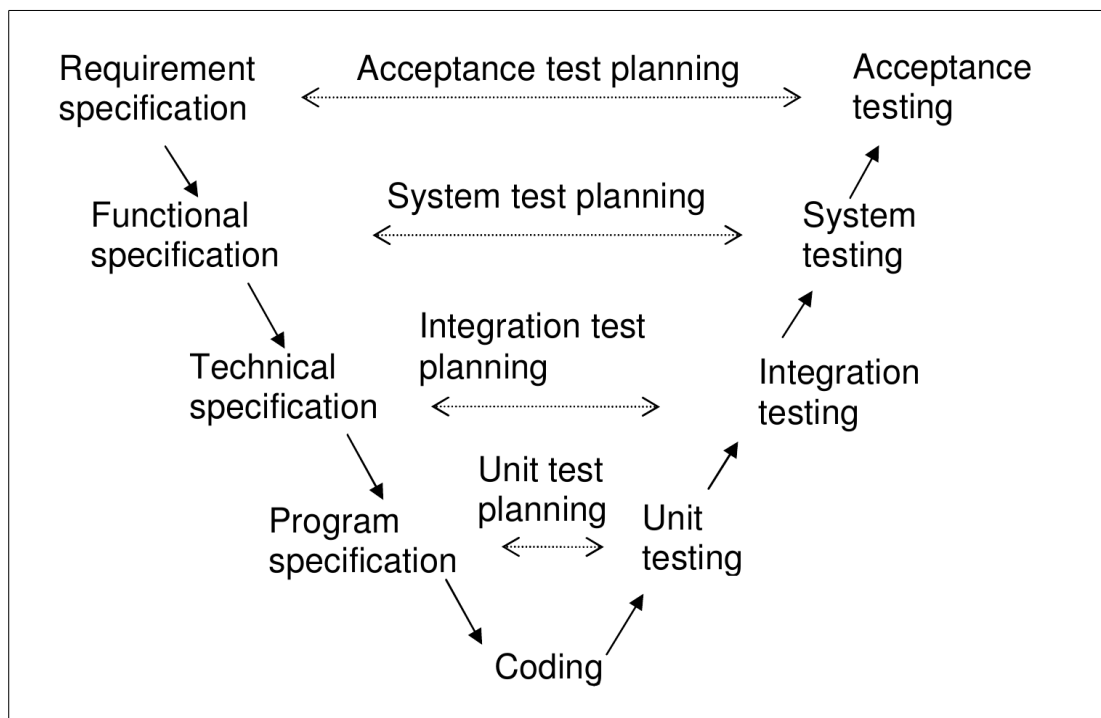 Requirement
specification
Acceptance test planning
Acceptance
testing
Functional
specification
System test planning
System
testing
Technical
specification
Integration test
planning
Integration
testing
Program
specification
Unit test
planning
Unit
testing
Coding